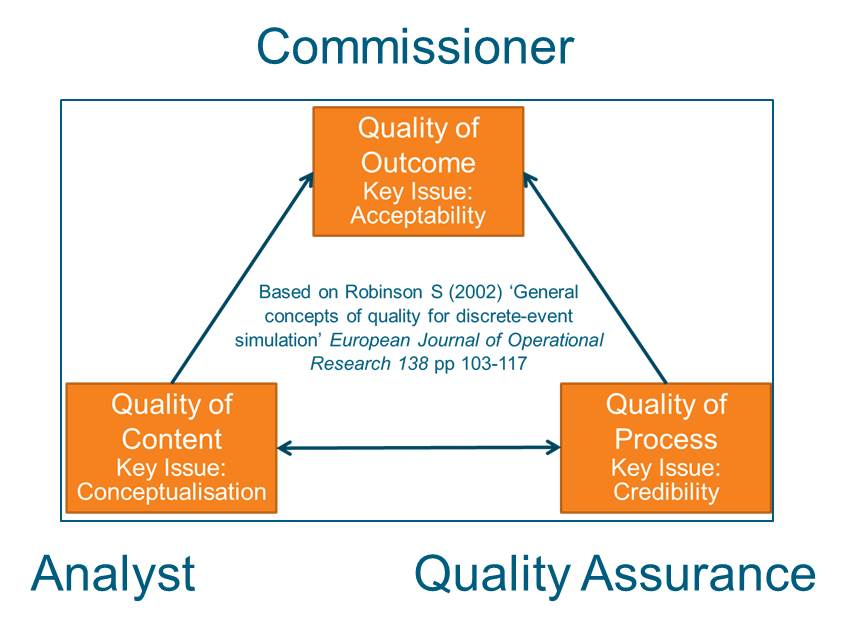 Commissioner
Quality of
Outcome
Key Issue:
Acceptability
Based on Robinson S (2002) ‘General
concepts of quality for discrete-event
simulation’ European Journal of Operational
Research 138 pp 103-117
Quality of
Content
Key Issue:
Conceptualisation
Quality of
Process
Key Issue:
Credibility
Analyst
Quality Assurance